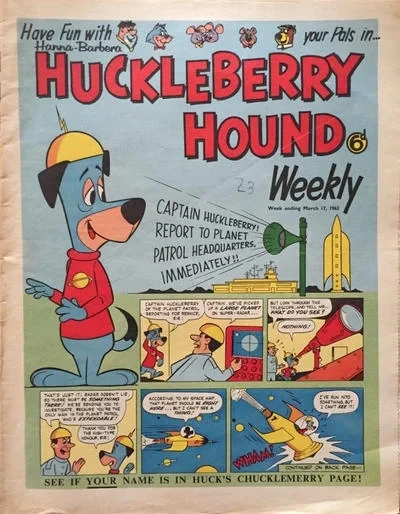 Have Fun with your Pals in...
Hanna-Barbera
HUCKLEBERRY
HOUND 6D
Weekly
23
Week ending March 17, 1962
CAPTAIN HUCKLEBERRY!
REPORT TO PLANET
PATROL HEADQUARTERS,
IMMEDIATELY!!
CAPTAIN HUCKLEBERRY
OF THE PLANET PATROL
REPORTING FOR SERVICE,
SIR!
CAPTAIN, WE'VE PICKED
UP A LARGE PLANET
ON SUPER-RADAR...
BUT LOOK THROUGH THE
TELESCOPE, AND TELL ME...
WHAT DO YOU SEE?
NOTHING!
THAT'S JUST IT! RADAR DOESN'T LIE,
SO THERE MUST BE SOMETHING
THERE! WE'RE SENDING YOU TO
INVESTIGATE, BECAUSE YOU'RE THE
ONLY MAN IN THE PLANET PATROL
WHO'S EXPENDABLE!
THANK YOU
FOR THE
HIGH-TYPE
HONOUR, SIR!
ACCORDING TO MY SPACE MAP,
THAT PLANET SHOULD BE RIGHT
HERE... BUT I CAN'T SEE A
THING!
I'VE RUN INTO
SOMETHING, BUT
I CAN'T SEE IT!
WHAM!
CONTINUED ON BACK PAGE
SEE IF YOUR NAME IS IN HUCK'S CHUCKLEMERRY PAGE!